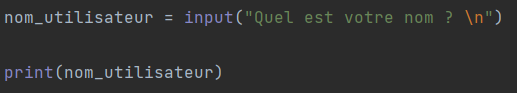 nom_utilisateur = input("Quel est votre nom ? \n")
print(nom_utilisateur)